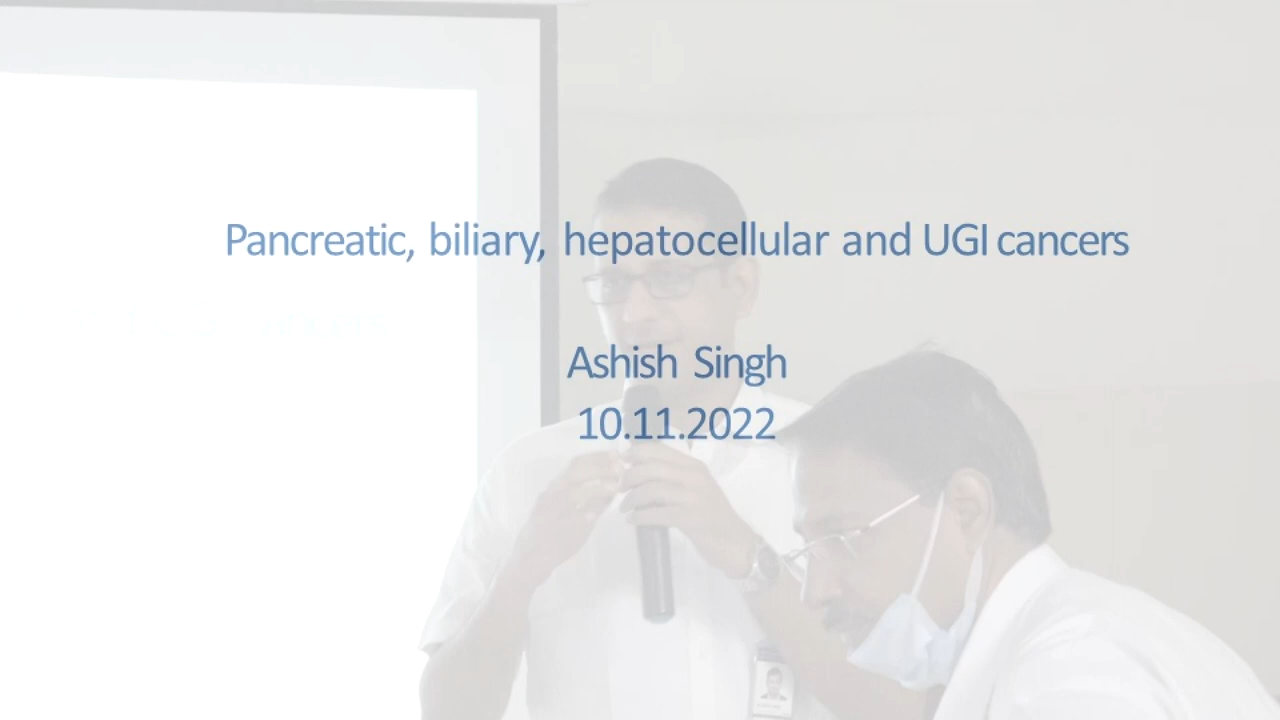 Pancreatic, biliary, hepatocellular and UGI cancers
Ashish Singh
10.11.2022